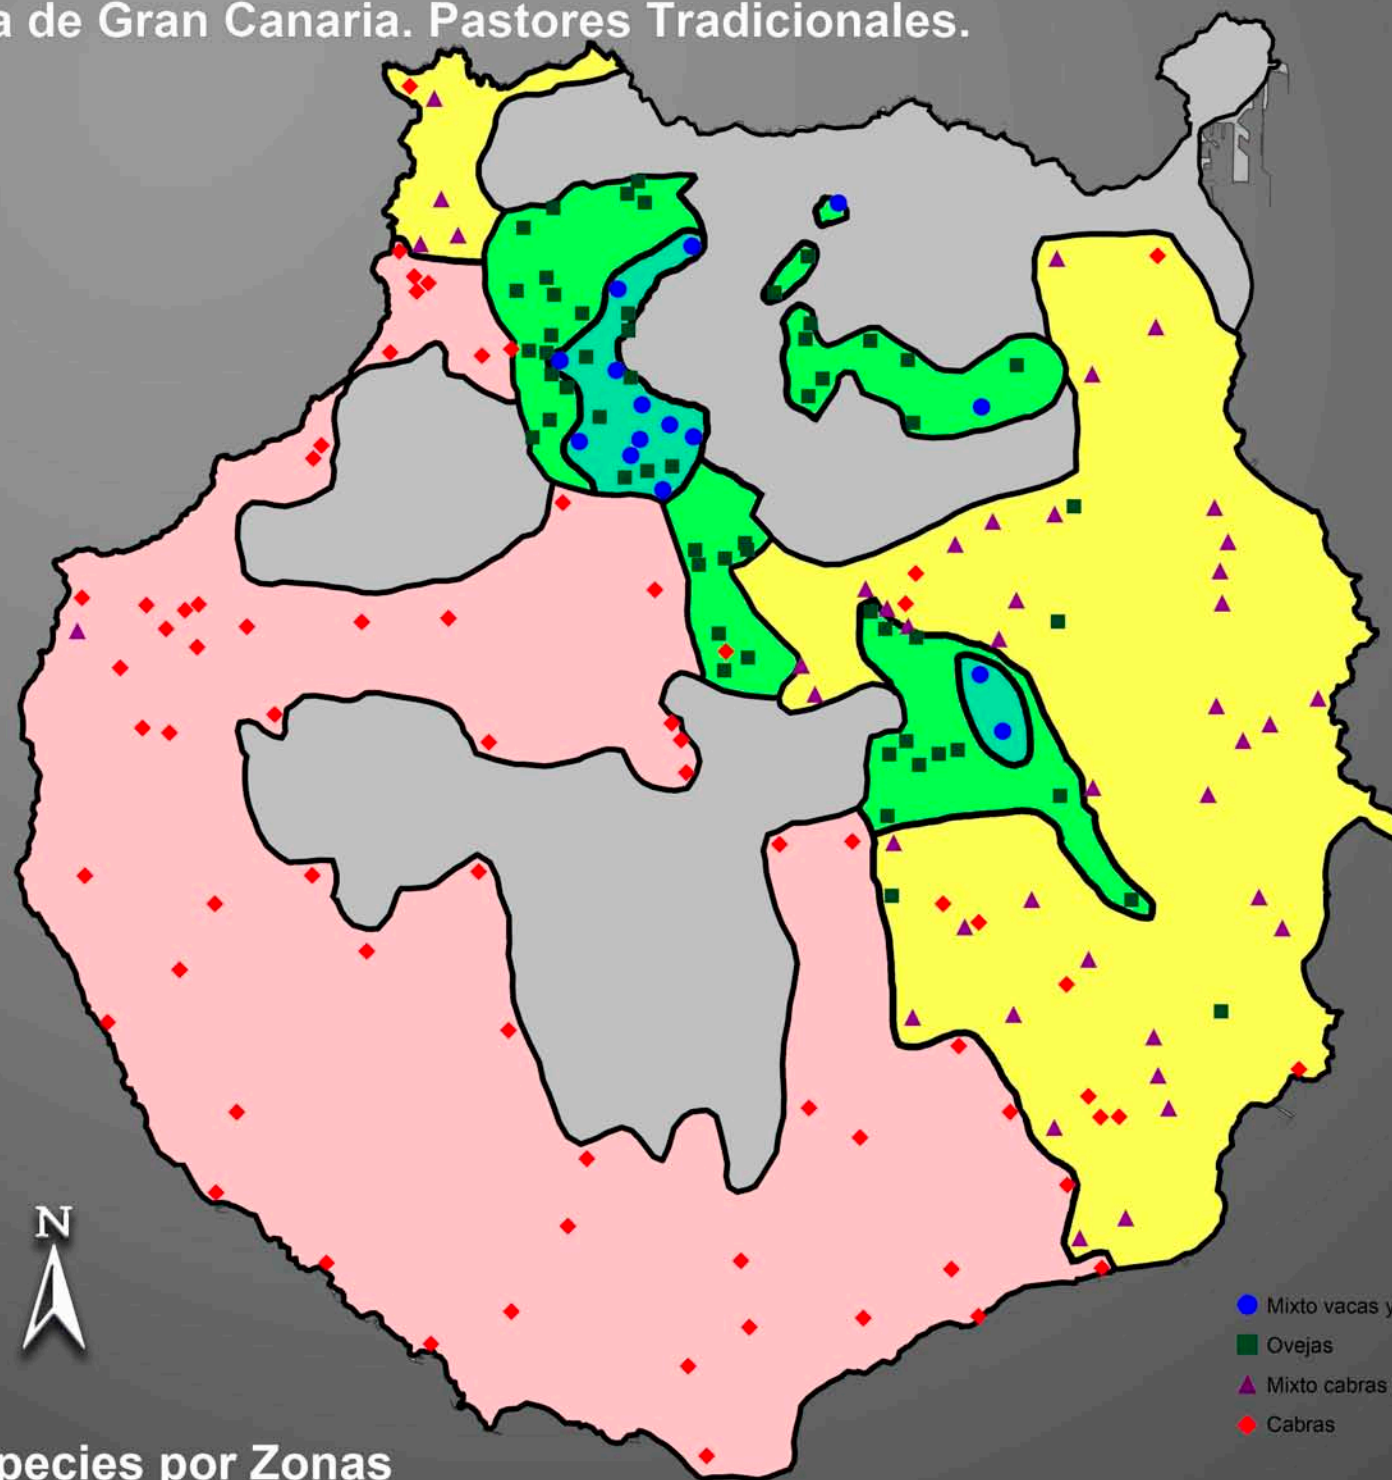 a de Gran Canaria. Pastores Tradicionales.
N
Mixto vacas y
Ovejas
Mixto cabras
Cabras
pecies por Zonas